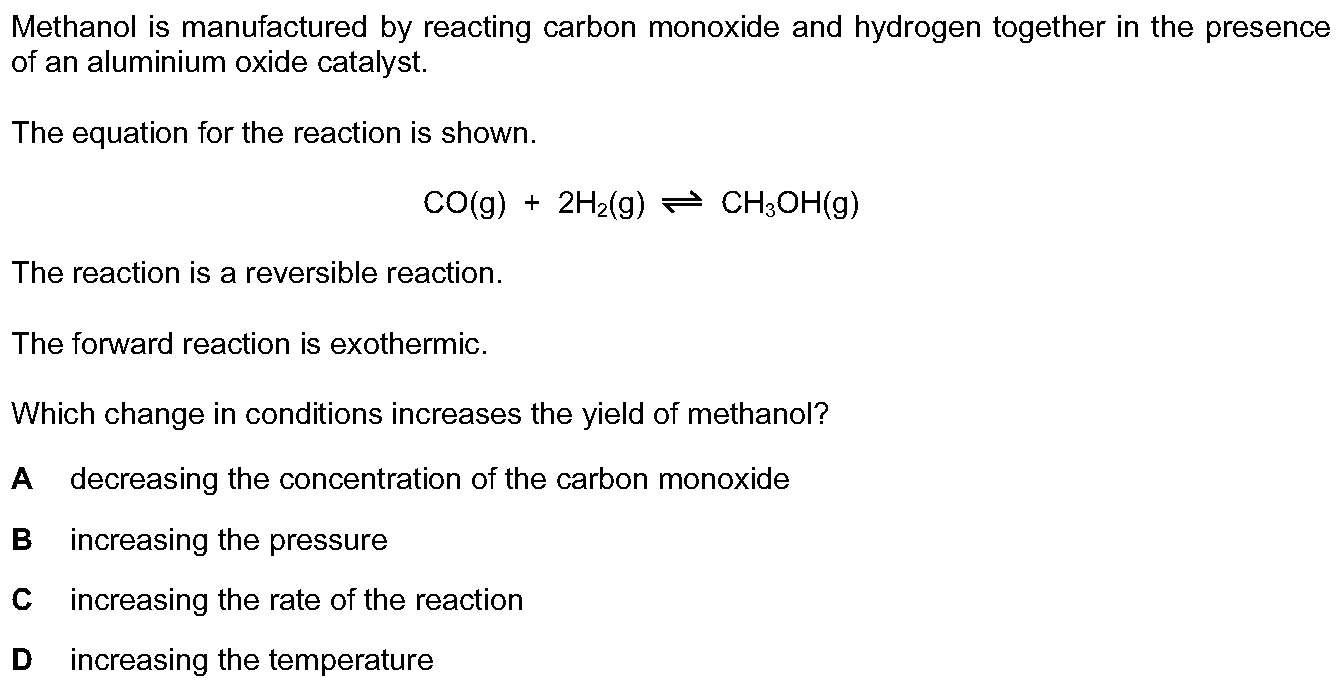 Methanol is manufactured by reacting carbon monoxide and hydrogen together in the presence
of an aluminium oxide catalyst.
The equation for the reaction is shown.
CO(g) + 2H₂(g) ⇌ CH₃OH(g)
The reaction is a reversible reaction.
The forward reaction is exothermic.
Which change in conditions increases the yield of methanol?
A decreasing the concentration of the carbon monoxide
B increasing the pressure
C increasing the rate of the reaction
D increasing the temperature